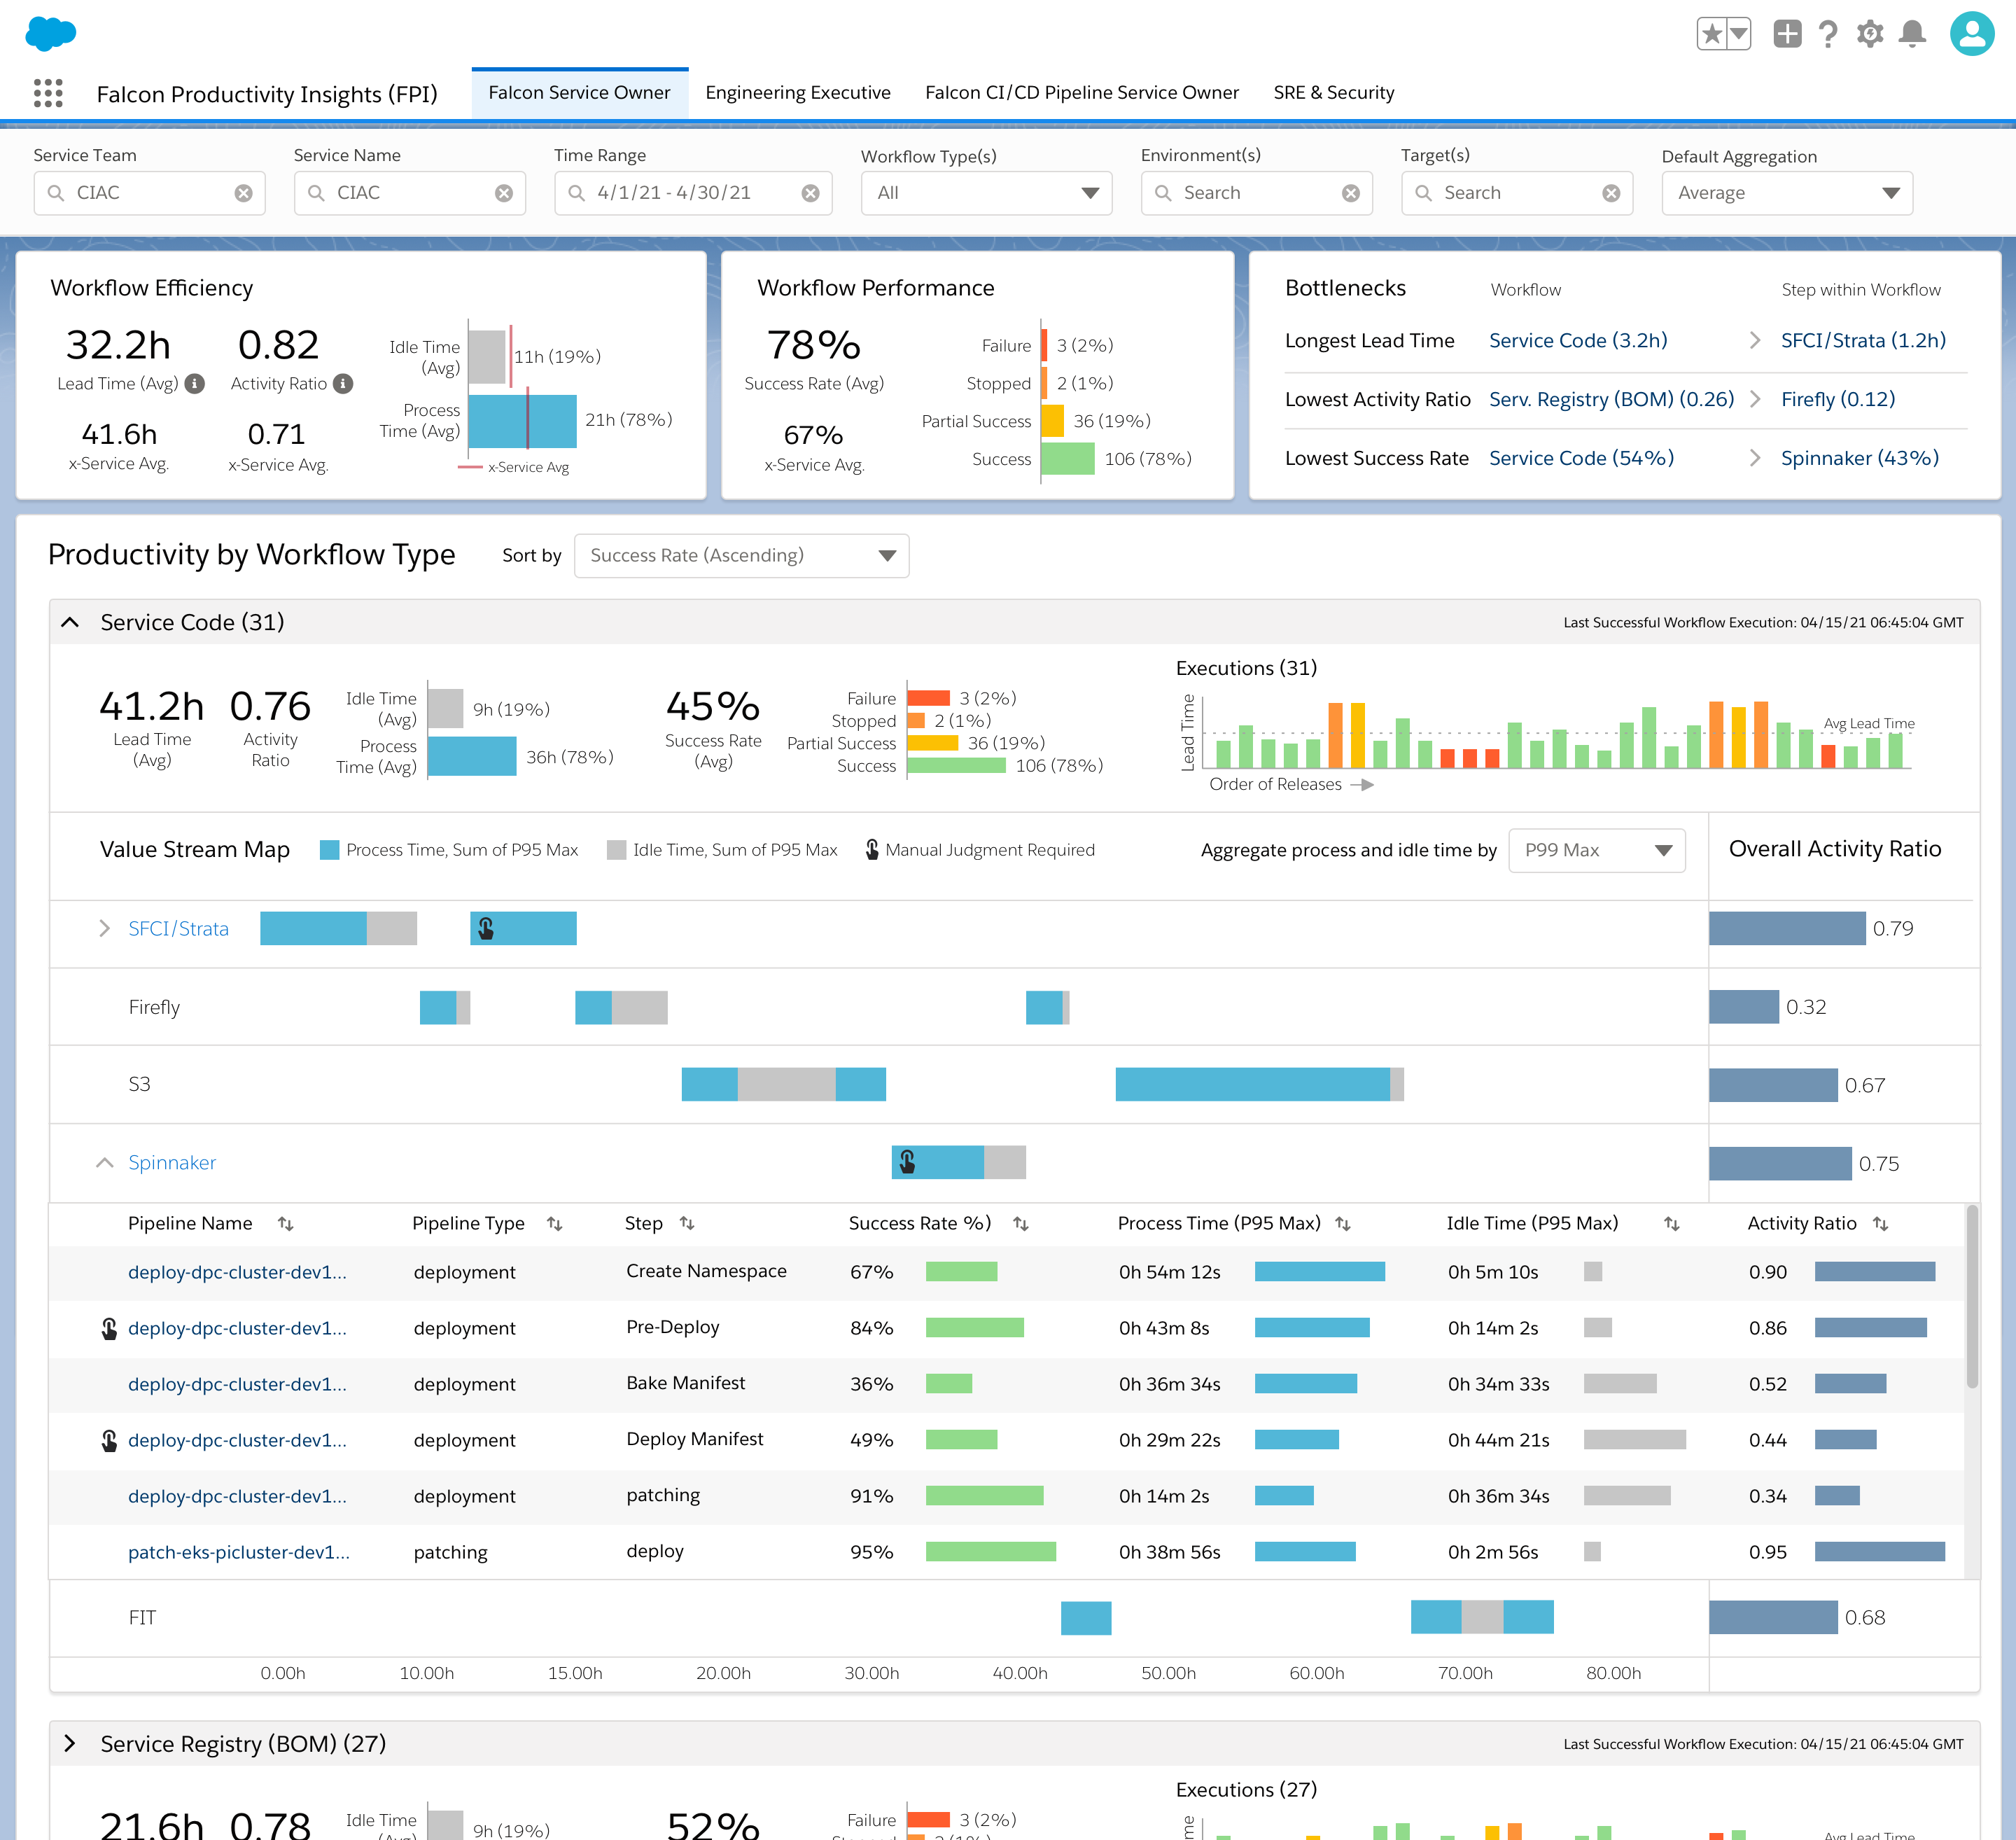 Falcon Productivity Insights (FPI)
Falcon Service Owner
Engineering Executive
Falcon CI/CD Pipeline Service Owner
SRE & Security
Service Team
Service Name
Time Range
Workflow Type(s)
Environment(s)
Target(s)
Default Aggregation
CIAC
CIAC
4/1/21 - 4/30/21
All
Search
Search
Average
Workflow Efficiency
32.2h
Lead Time (Avg)
0.82
Activity Ratio
41.6h
x-Service Avg.
0.71
x-Service Avg.
Idle Time
(Avg)
11h (19%)
Process
Time (Avg)
21h (78%)
x-Service Avg
Workflow Performance
78%
Success Rate (Avg)
67%
x-Service Avg.
Failure 3 (2%)
Stopped 2 (1%)
Partial Success 36 (19%)
Success 106 (78%)
Bottlenecks Workflow Step within Workflow
Longest Lead Time Service Code (3.2h) SFCI/Strata (1.2h)
Lowest Activity Ratio Serv. Registry (BOM) (0.26) Firefly (0.12)
Lowest Success Rate Service Code (54%) Spinnaker (43%)
Productivity by Workflow Type
Sort by Success Rate (Ascending)
Service Code (31)
Last Successful Workflow Execution: 04/15/21 06:45:04 GMT
41.2h
Lead Time
(Avg)
0.76
Activity
Ratio
Idle Time
(Avg)
9h (19%)
Process
Time (Avg)
36h (78%)
45%
Success Rate
(Avg)
Failure 3 (2%)
Stopped 2 (1%)
Partial Success 36 (19%)
Success 106 (78%)
Executions (31)
Lead Time
Avg Lead Time
Order of Releases
Value Stream Map
Process Time, Sum of P95 Max
Idle Time, Sum of P95 Max
Manual Judgment Required
Aggregate process and idle time by P99 Max
Overall Activity Ratio
SFCI/Strata 0.79
Firefly 0.32
S3 0.67
Spinnaker 0.75
Pipeline Name Pipeline Type Step Success Rate %) Process Time (P95 Max) Idle Time (P95 Max) Activity Ratio
deploy-dpc-cluster-dev1... deployment Create Namespace 67% 0h 54m 12s 0h 5m 10s 0.90
deploy-dpc-cluster-dev1... deployment Pre-Deploy 84% 0h 43m 8s 0h 14m 2s 0.86
deploy-dpc-cluster-dev1... deployment Bake Manifest 36% 0h 36m 34s 0h 34m 33s 0.52
deploy-dpc-cluster-dev1... deployment Deploy Manifest 49% 0h 29m 22s 0h 44m 21s 0.44
deploy-dpc-cluster-dev1... deployment patching 91% 0h 14m 2s 0h 36m 34s 0.34
patch-eks-picluster-dev1... patching deploy 95% 0h 38m 56s 0h 2m 56s 0.95
FIT 0.68
0.00h 10.00h 15.00h 20.00h 30.00h 40.00h 50.00h 60.00h 70.00h 80.00h
Service Registry (BOM) (27)
Last Successful Workflow Execution: 04/15/21 06:45:04 GMT
21.6h
0.78
Idle Time
(Avg)
9h (19%)
52%
Failure 3 (2%)
Executions (27)
Avg Lead Time